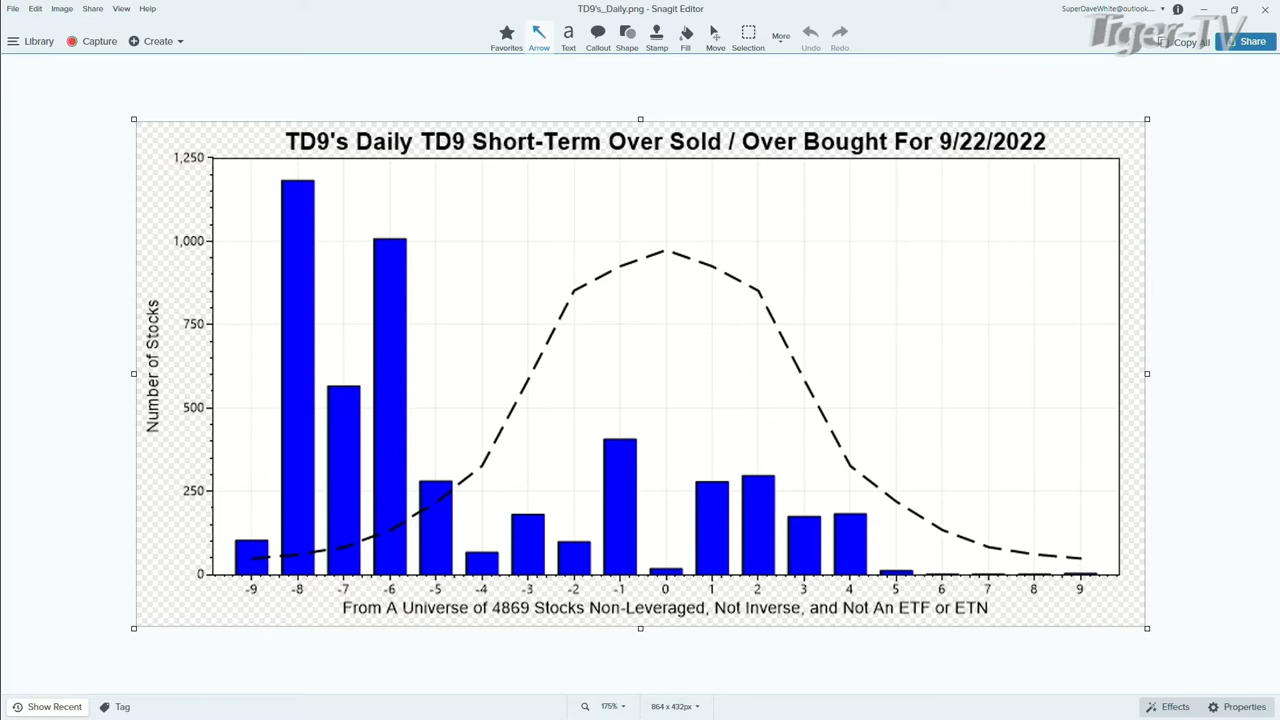 TD9's_Daily.png - Snagit Editor
File Edit Image Share View Help
SuperDaveWhite@outlook....
Tiger-TV
Library Capture Create
Favorites Arrow Text Callout Shape Stamp Fill Move Selection More Undo Redo
Copy All Share
TD9's Daily TD9 Short-Term Over Sold / Over Bought For 9/22/2022
1,250
1,000
750
500
250
0
Number of Stocks
-9 -8 -7 -6 -5 -4 -3 -2 -1 0 1 2 3 4 5 6 7 8 9
From A Universe of 4869 Stocks Non-Leveraged, Not Inverse, and Not An ETF or ETN
Show Recent Tag 175% 864 x 432px Effects Properties